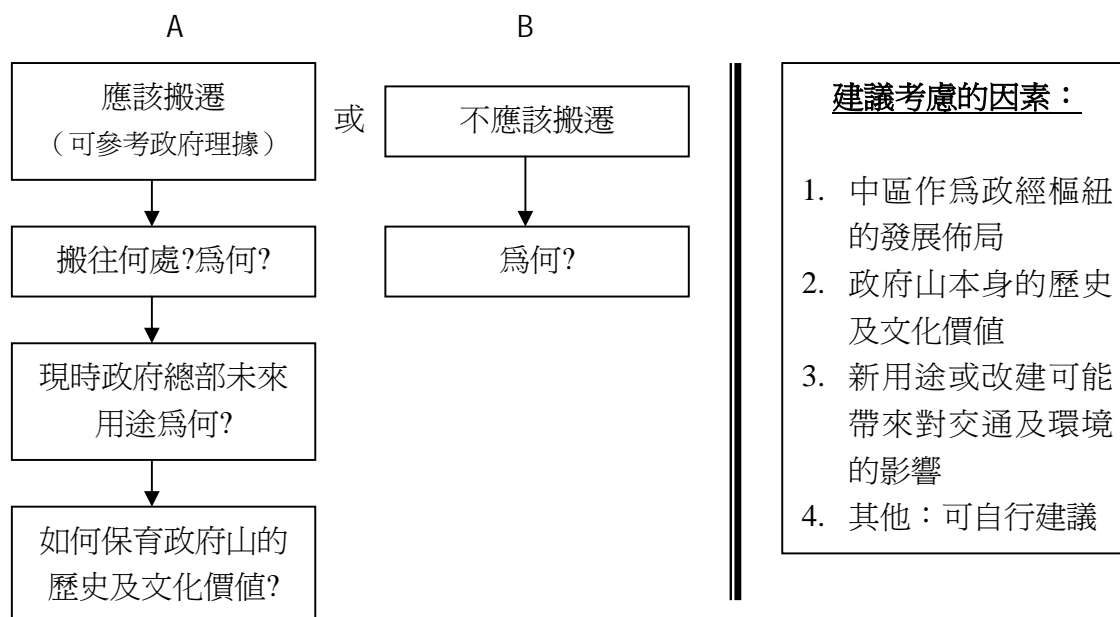 A
B
應該搬遷
（可參考政府理據）
或
不應該搬遷
搬往何處?爲何?
爲何?
現時政府總部未來
用途爲何?
如何保育政府山的
歷史及文化價值?
建議考慮的因素：
1. 中區作爲政經樞紐
的發展佈局
2. 政府山本身的歷史
及文化價值
3. 新用途或改建可能
帶來對交通及環境
的影響
4. 其他：可自行建議